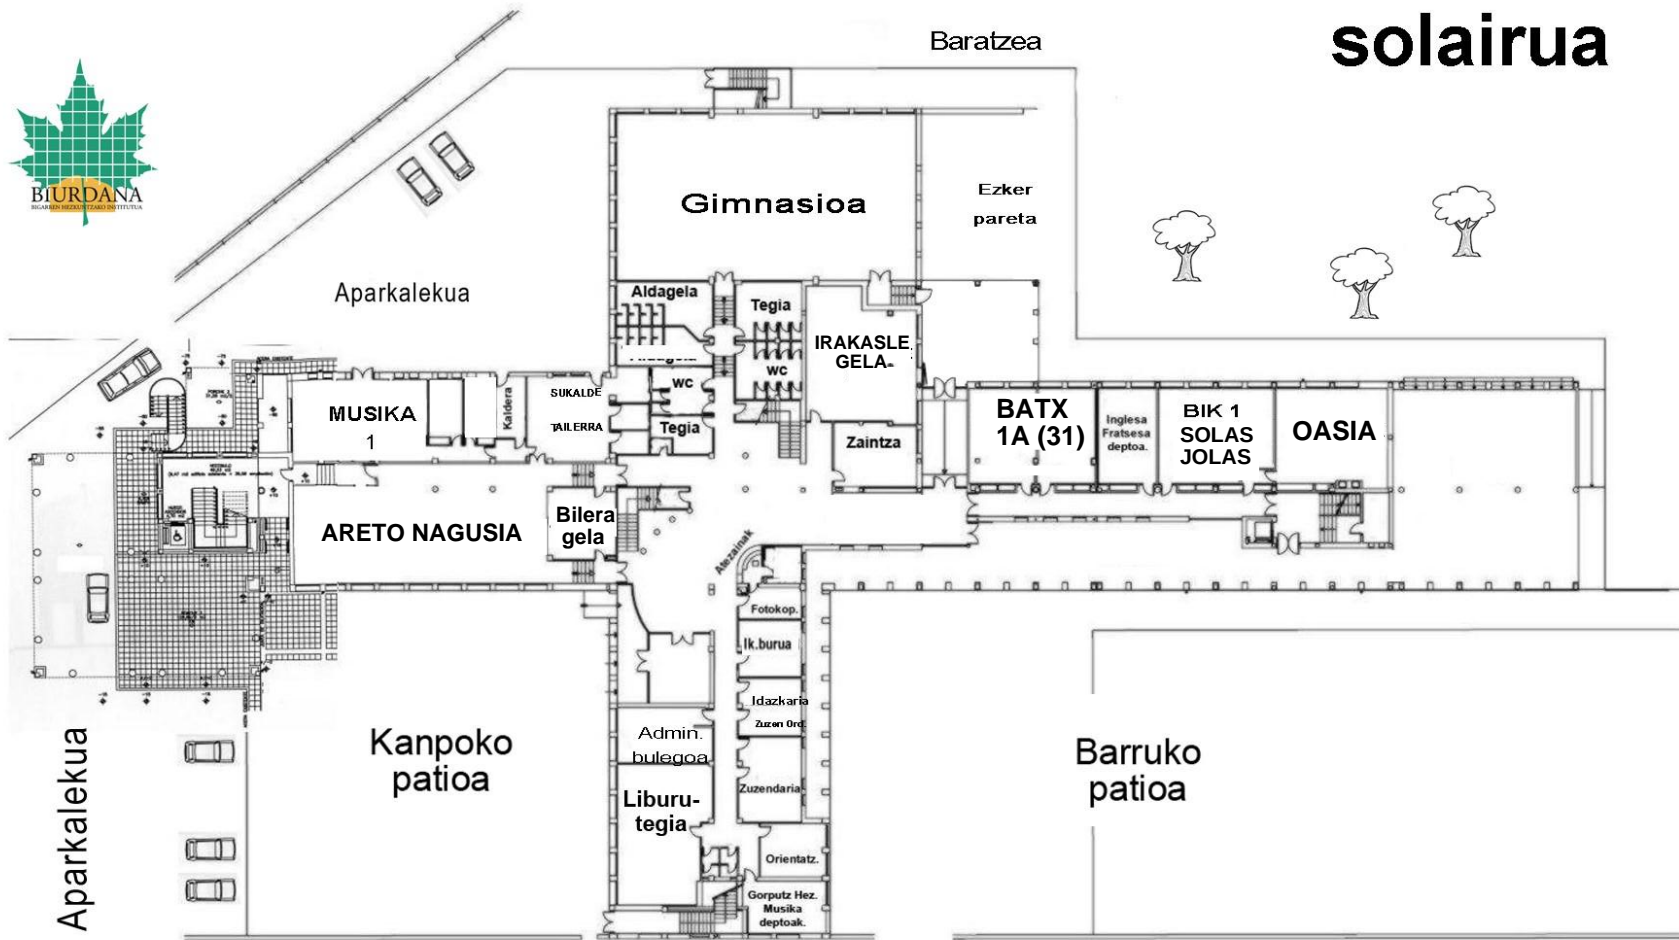 solairua
Baratzea
BIURDANA
BIGARREN HEZKUNTZAKO INSTITUTUA
Ezker
pareta
Gimnasioa
Aparkalekua
Aldagela
Tegia
IRAKASLE
GELA
WC
wc
SUKALDE
TAILERRA
Kaldera
MUSIKA
1
Tegia
Zaintza
BATX
1A (31)
Inglesa
Fratsesa
deptoa.
BIK 1
SOLAS
JOLAS
OASIA
ARETO NAGUSIA
Bilera
gela
Atezainak
Fotokop.
Ik.burua
Idazkaria
Zuzen Ord.
Admin.
bulegoa
Zuzendaria
Liburu-
tegia
Orientatz.
Gorputz Hez.
Musika
deptoak.
Kanpoko
patioa
Barruko
patioa
Aparkalekua